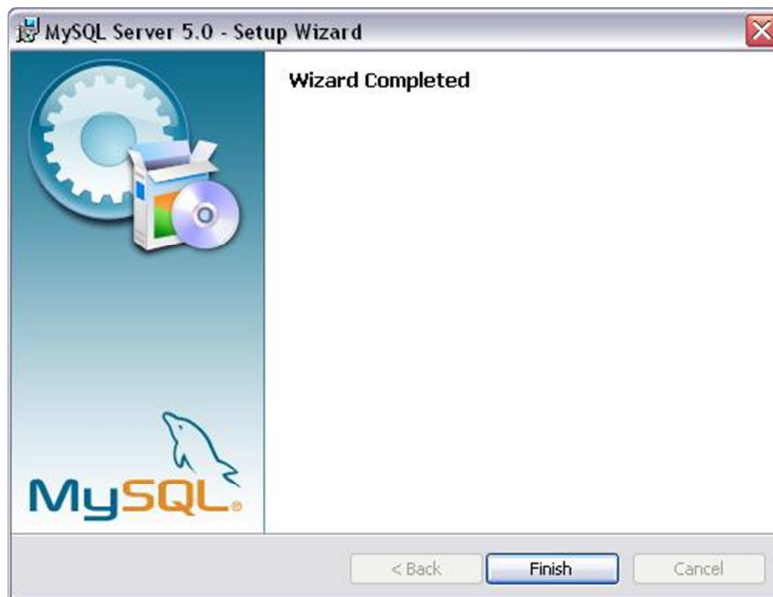 MySQL Server 5.0 - Setup Wizard
Wizard Completed
MySQL®
< Back
Finish
Cancel